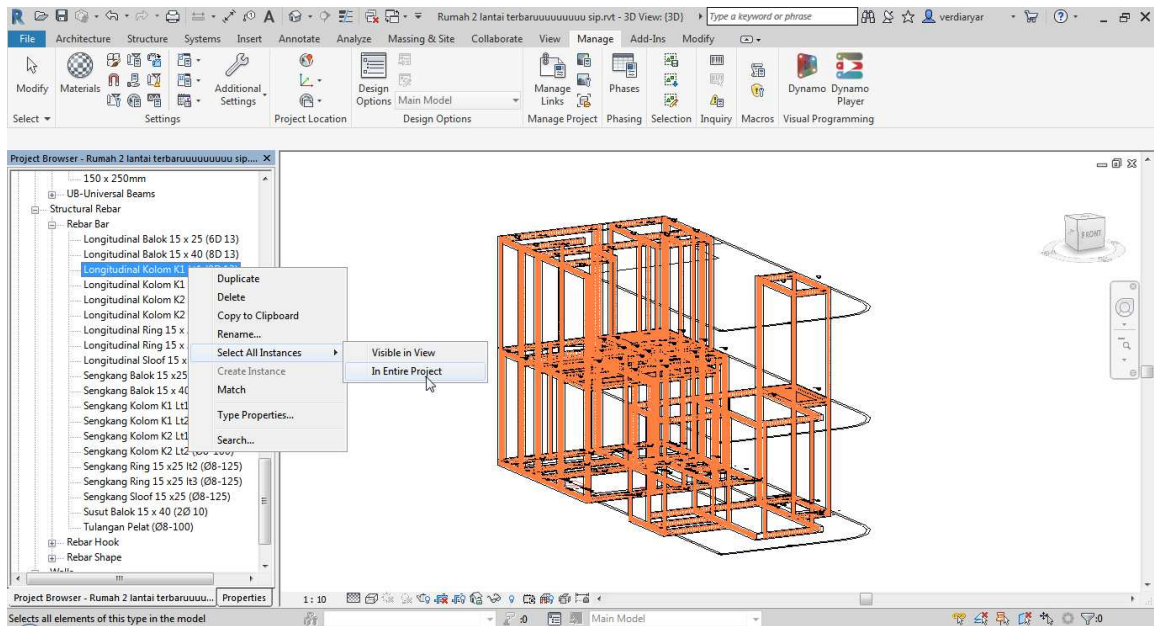 Rumah 2 lantai terbaruuuuuuuuu sip.rvt - 3D View: {3D}
Type a keyword or phrase
verdiaryar
File Architecture Structure Systems Insert Annotate Analyze Massing & Site Collaborate View Manage Add-Ins Modify
Modify Materials Additional Settings Design Options Main Model Manage Links Phases Dynamo Dynamo Player
Select Settings Project Location Design Options Manage Project Phasing Selection Inquiry Macros Visual Programming
Project Browser - Rumah 2 lantai terbaruuuuuuuuu sip....
150 x 250mm
UB-Universal Beams
Structural Rebar
Rebar Bar
Longitudinal Balok 15 x 25 (6D 13)
Longitudinal Balok 15 x 40 (8D 13)
Longitudinal Kolom K1
Longitudinal Kolom K1
Longitudinal Kolom K2
Longitudinal Kolom K2
Longitudinal Ring 15 x
Longitudinal Ring 15 x
Longitudinal Sloof 15 x
Sengkang Balok 15 x25
Sengkang Balok 15 x 40
Sengkang Kolom K1 Lt1
Sengkang Kolom K1 Lt2
Sengkang Kolom K2 Lt1
Sengkang Kolom K2 Lt2
Sengkang Ring 15 x25 lt2 (Ø8-125)
Sengkang Ring 15 x25 lt3 (Ø8-125)
Sengkang Sloof 15 x25 (Ø8-125)
Susut Balok 15 x 40 (2Ø 10)
Tulangan Pelat (Ø8-100)
Rebar Hook
Rebar Shape
Duplicate
Delete
Copy to Clipboard
Rename...
Select All Instances
Create Instance
Match
Type Properties...
Search...
Visible in View
In Entire Project
FRONT
Project Browser - Rumah 2 lantai terbaruuuu... Properties
1 : 10
Selects all elements of this type in the model
:0
Main Model
:0